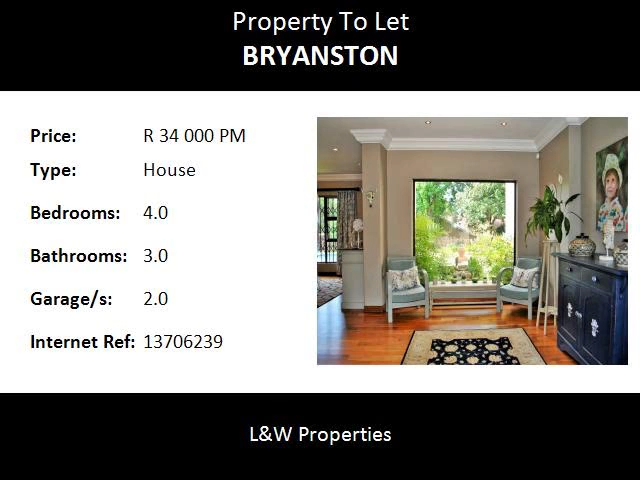 Property To Let
BRYANSTON
Price: R 34 000 PM
Type: House
Bedrooms: 4.0
Bathrooms: 3.0
Garage/s: 2.0
Internet Ref: 13706239
L&W Properties